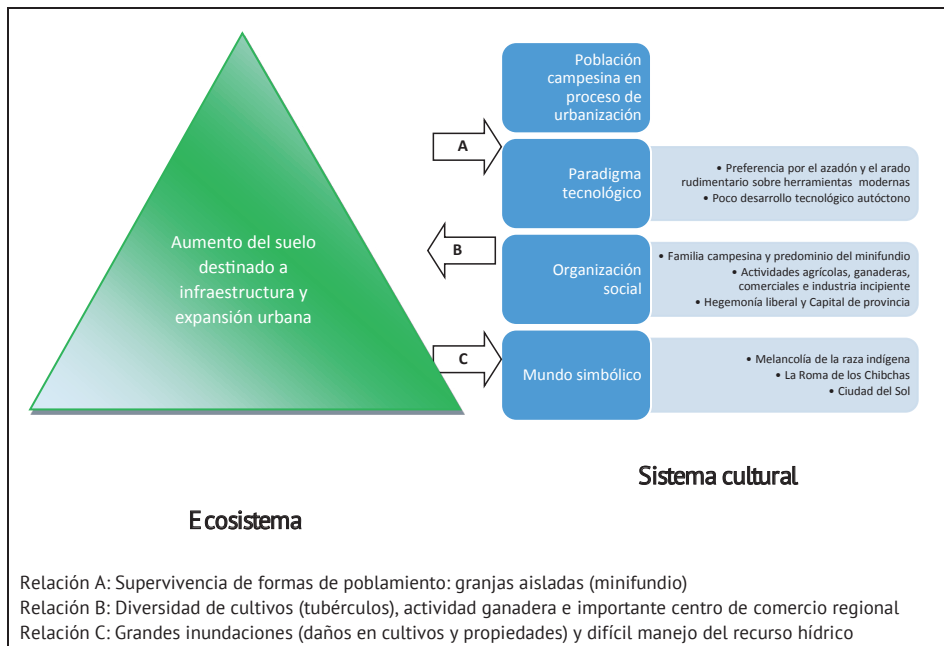 Aumento del suelo
destinado a
infraestructura y
expansión urbana
A
B
C
Población
campesina en
proceso de
urbanización
Paradigma
tecnológico
• Preferencia por el azadón y el arado
rudimentario sobre herramientas modernas
• Poco desarrollo tecnológico autóctono
Organización
social
• Familia campesina y predominio del minifundio
• Actividades agrícolas, ganaderas,
comerciales e industria incipiente
• Hegemonía liberal y Capital de provincia
Mundo simbólico
• Melancolía de la raza indígena
• La Roma de los Chibchas
• Ciudad del Sol
Sistema cultural
Ecosistema
Relación A: Supervivencia de formas de poblamiento: granjas aisladas (minifundio)
Relación B: Diversidad de cultivos (tubérculos), actividad ganadera e importante centro de comercio regional
Relación C: Grandes inundaciones (daños en cultivos y propiedades) y difícil manejo del recurso hídrico